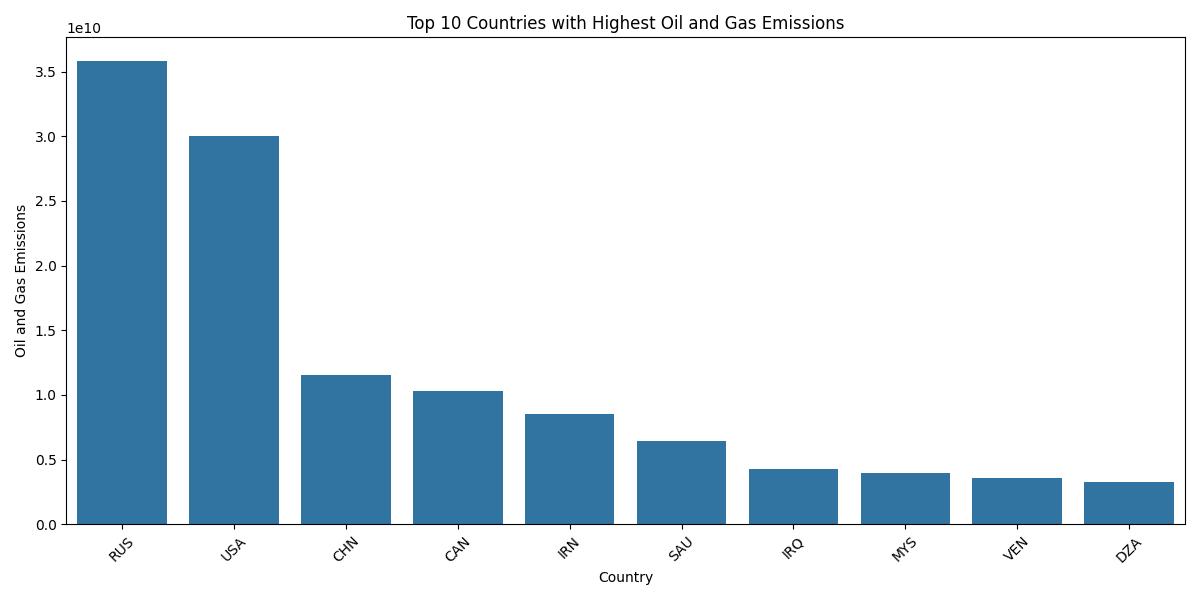 Top 10 Countries with Highest Oil and Gas Emissions
1e10
3.5
3.0
2.5
2.0
1.5
1.0
0.5
0.0
Oil and Gas Emissions
RUS
USA
CHN
CAN
IRN
SAU
IRQ
MYS
VEN
DZA
Country